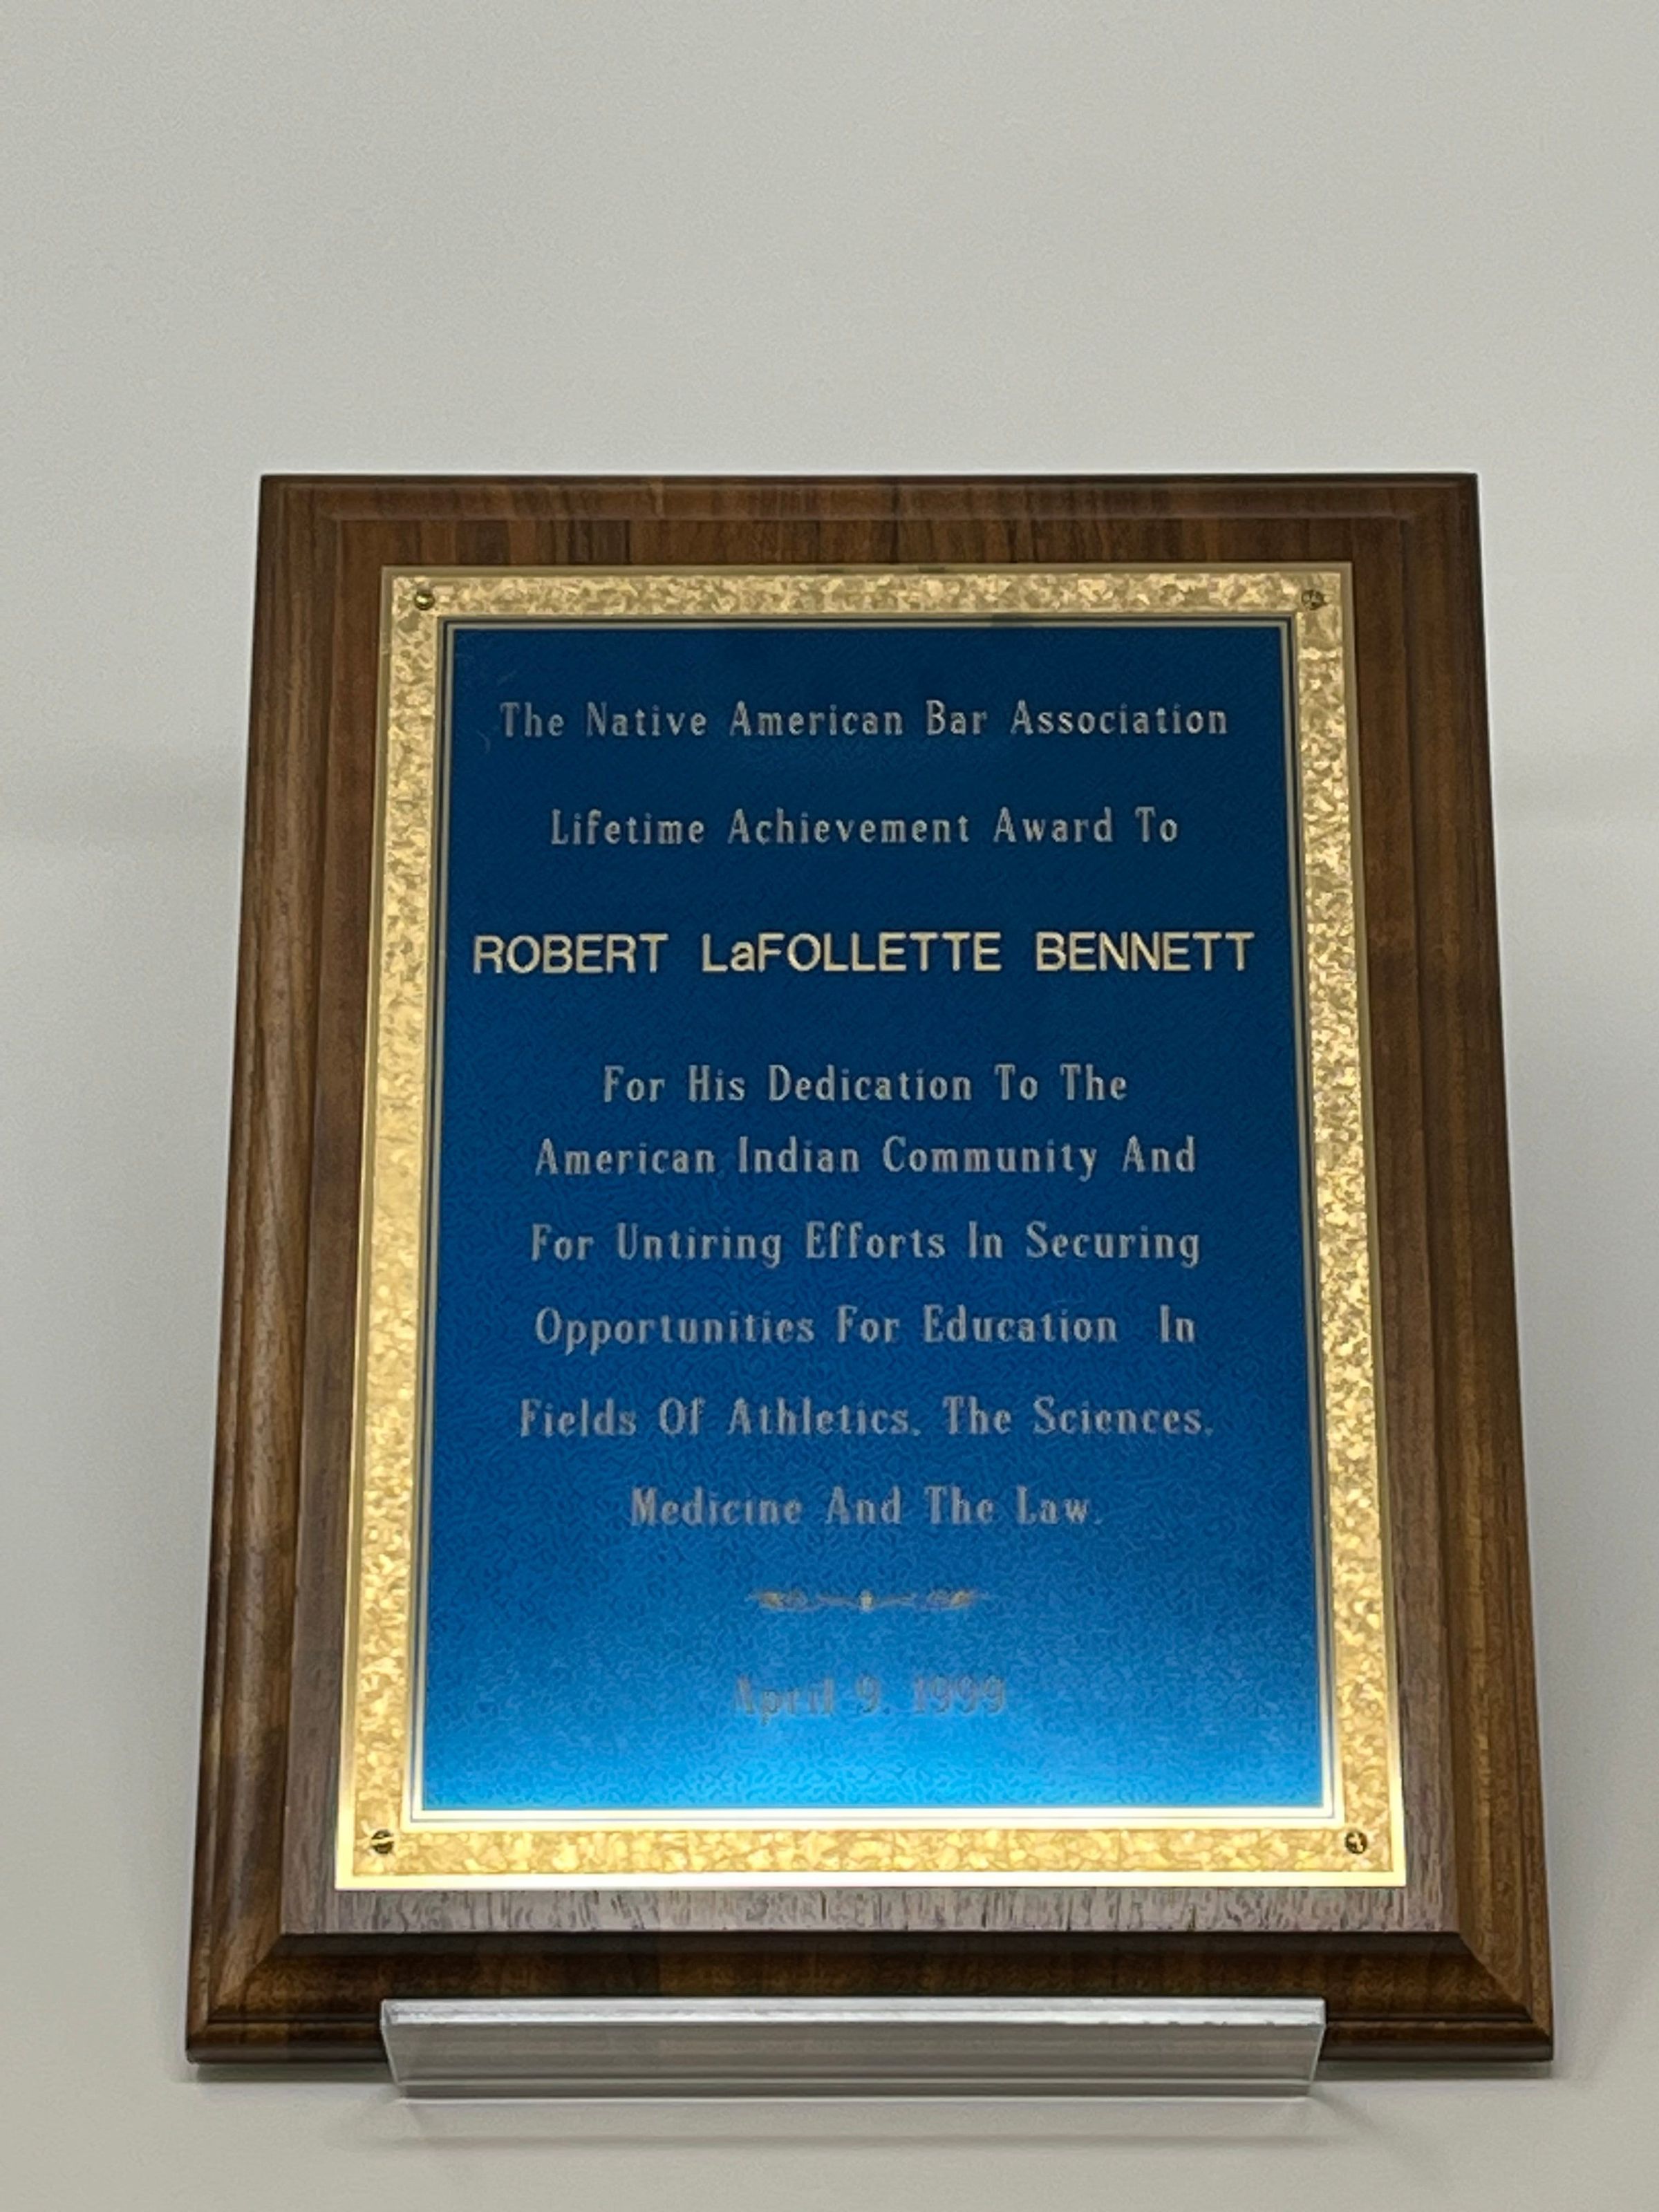 The Native American Bar Association
Lifetime Achievement Award To
ROBERT LaFOLLETTE BENNETT
For His Dedication To The
American Indian Community And
For Untiring Efforts In Securing
Opportunities For Education In
Fields Of Athletics, The Sciences,
Medicine And The Law.
April 9, 1999